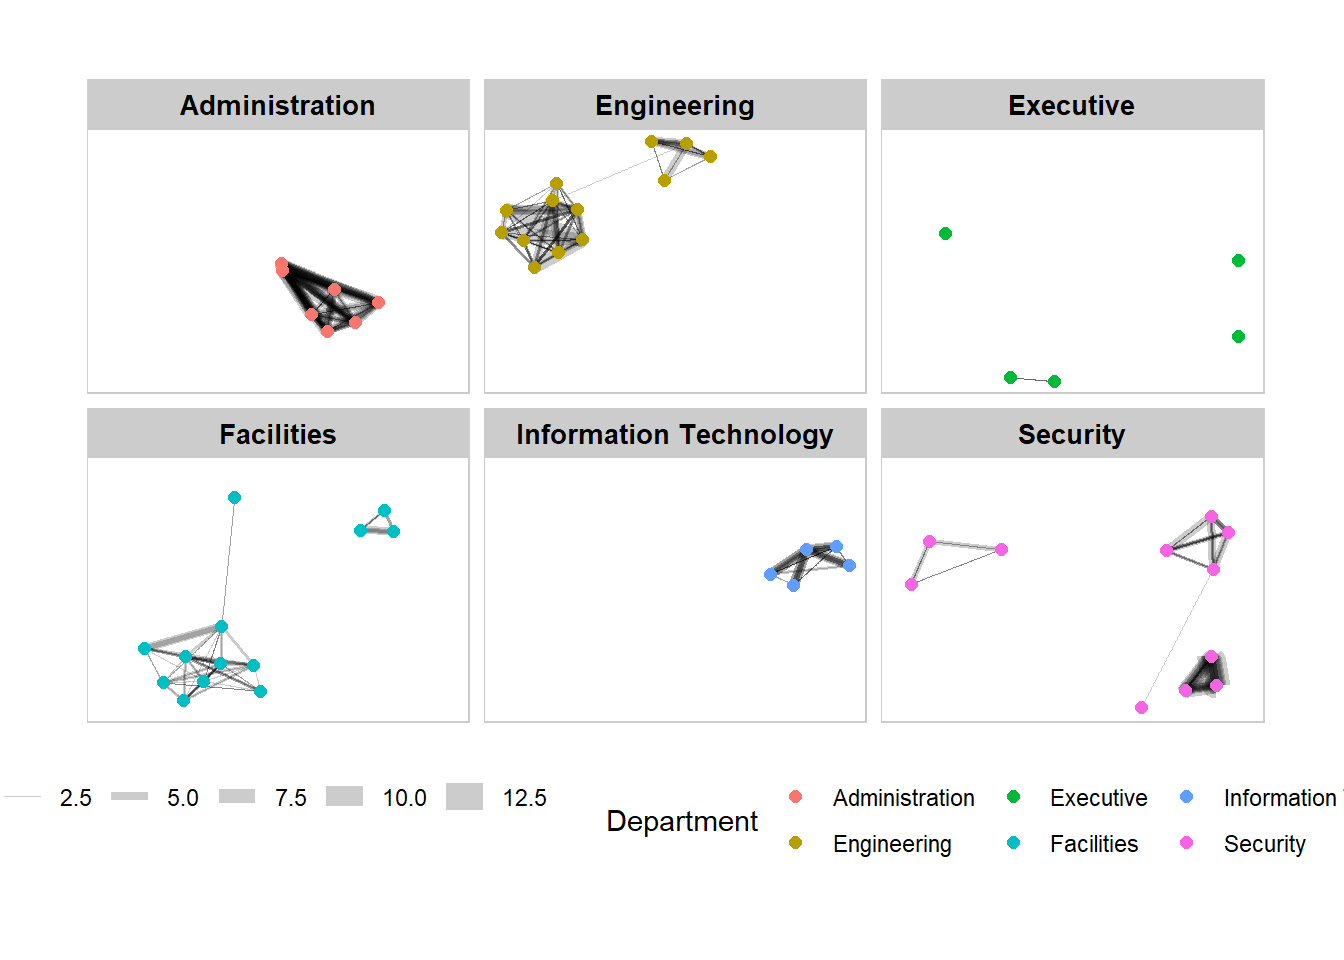 Administration
Engineering
Executive
Facilities
Information Technology
Security
2.5 5.0 7.5 10.0 12.5
Department
Administration Executive Information
Engineering Facilities Security